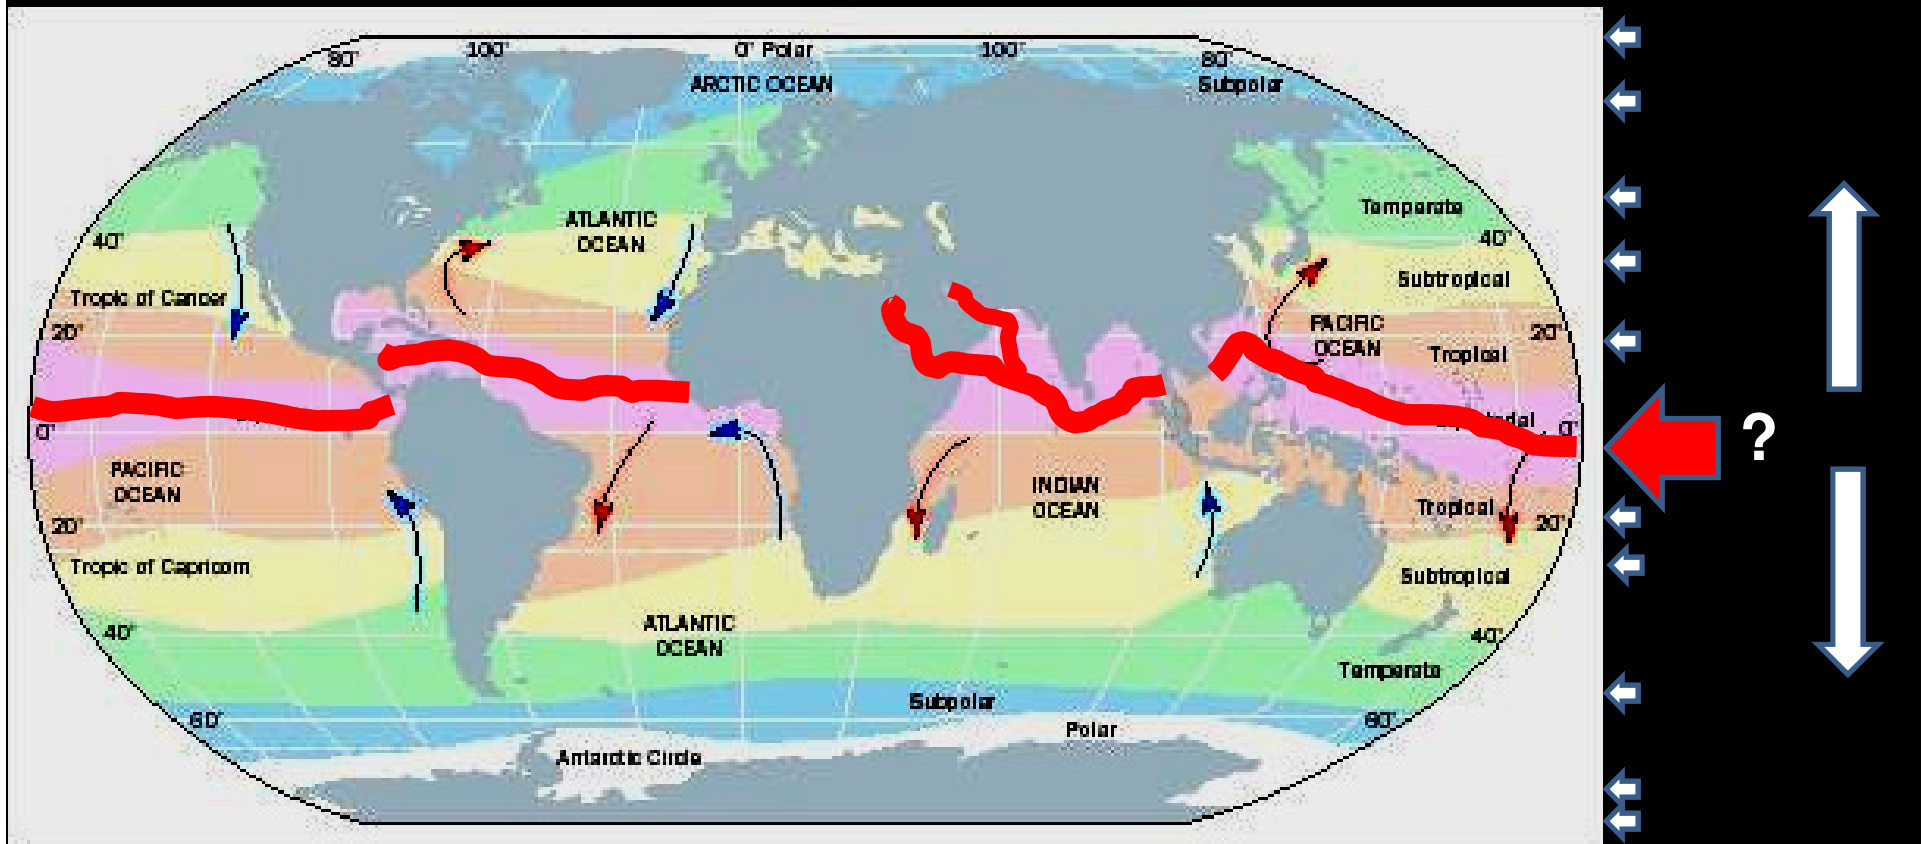 80°
100°
0° Polar
100°
80°
ARCTIC OCEAN
Subpolar
ATLANTIC
OCEAN
Temperate
40°
40°
Subtropical
Tropic of Cancer
20°
PACIFIC
OCEAN
20°
Tropical
0°
0°
?
PACIFIC
OCEAN
INDIAN
OCEAN
Tropical
20°
20°
Tropic of Capricorn
Subtropical
ATLANTIC
OCEAN
40°
40°
Temperate
Subpolar
60°
60°
Polar
Antarctic Circle